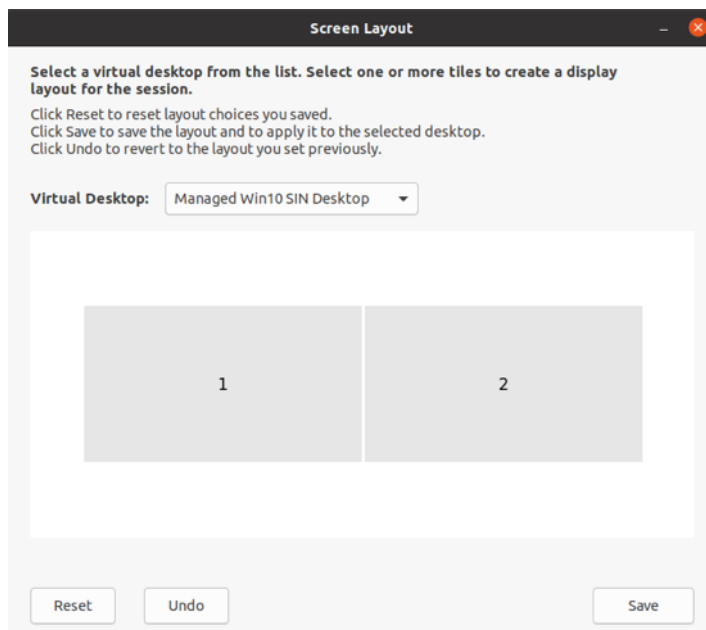 Screen Layout
Select a virtual desktop from the list. Select one or more tiles to create a display
layout for the session.
Click Reset to reset layout choices you saved.
Click Save to save the layout and to apply it to the selected desktop.
Click Undo to revert to the layout you set previously.
Virtual Desktop: Managed Win10 SIN Desktop
1 2
Reset Undo Save